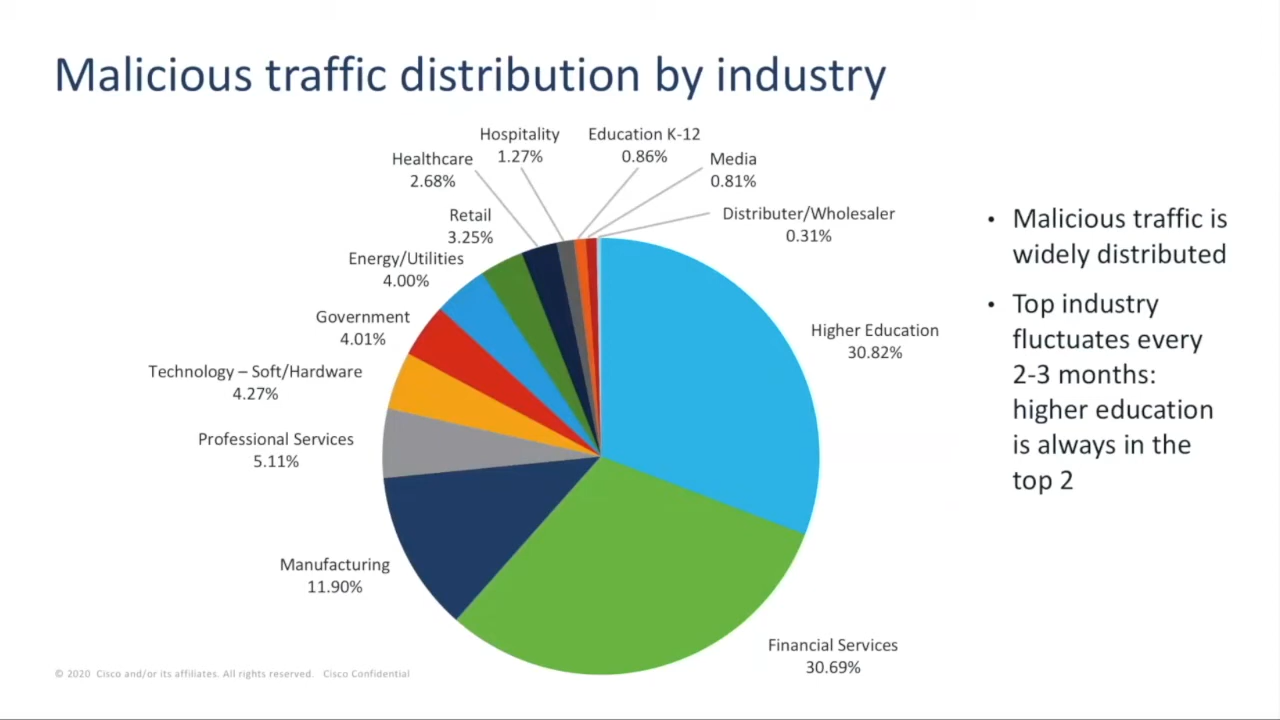 Malicious traffic distribution by industry
Hospitality
1.27%
Education K-12
0.86%
Healthcare
2.68%
Media
0.81%
Retail
3.25%
Distributer/Wholesaler
0.31%
Energy/Utilities
4.00%
Government
4.01%
Higher Education
30.82%
Technology – Soft/Hardware
4.27%
Professional Services
5.11%
Manufacturing
11.90%
Financial Services
30.69%
• Malicious traffic is
widely distributed
• Top industry
fluctuates every
2-3 months:
higher education
is always in the
top 2
© 2020 Cisco and/or its affiliates. All rights reserved. Cisco Confidential